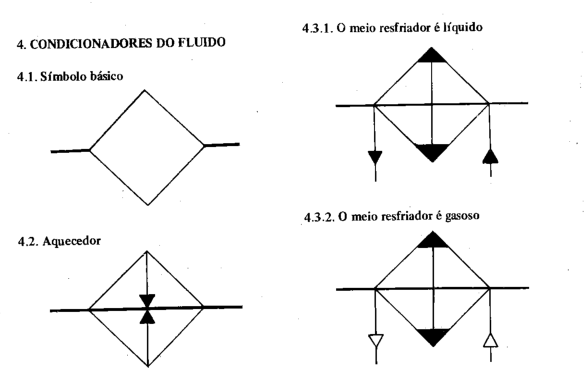 4. CONDICIONADORES DO FLUIDO
4.1. Símbolo básico
4.2. Aquecedor
4.3.1. O meio resfriador é líquido
4.3.2. O meio resfriador é gasoso